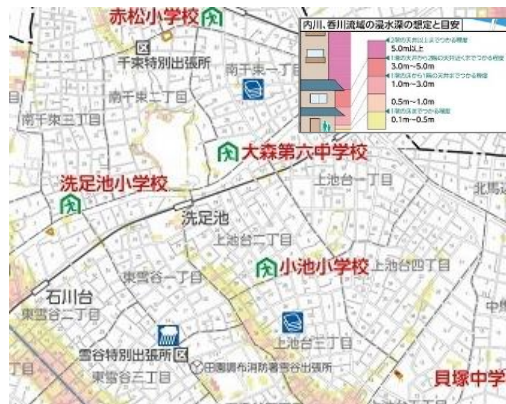 赤松小学校
千束特別出張所
南千束一丁目
南千束二丁目
南千束三丁目
内川、呑川流域の浸水深の想定と目安
5.0m以上
3.0m~5.0m
1.0m~3.0m
0.5m~1.0m
0.1m~0.5m
大森第六中学校
洗足池小学校
上池台一丁目
北馬込
洗足池
上池台二丁目
小池小学校
上池台四丁目
東雪谷一丁目
石川台
東雪谷二丁目
上池台三丁目
雪谷特別出張所
田園調布消防署雪谷出張所
東雪谷三丁目
貝塚中学